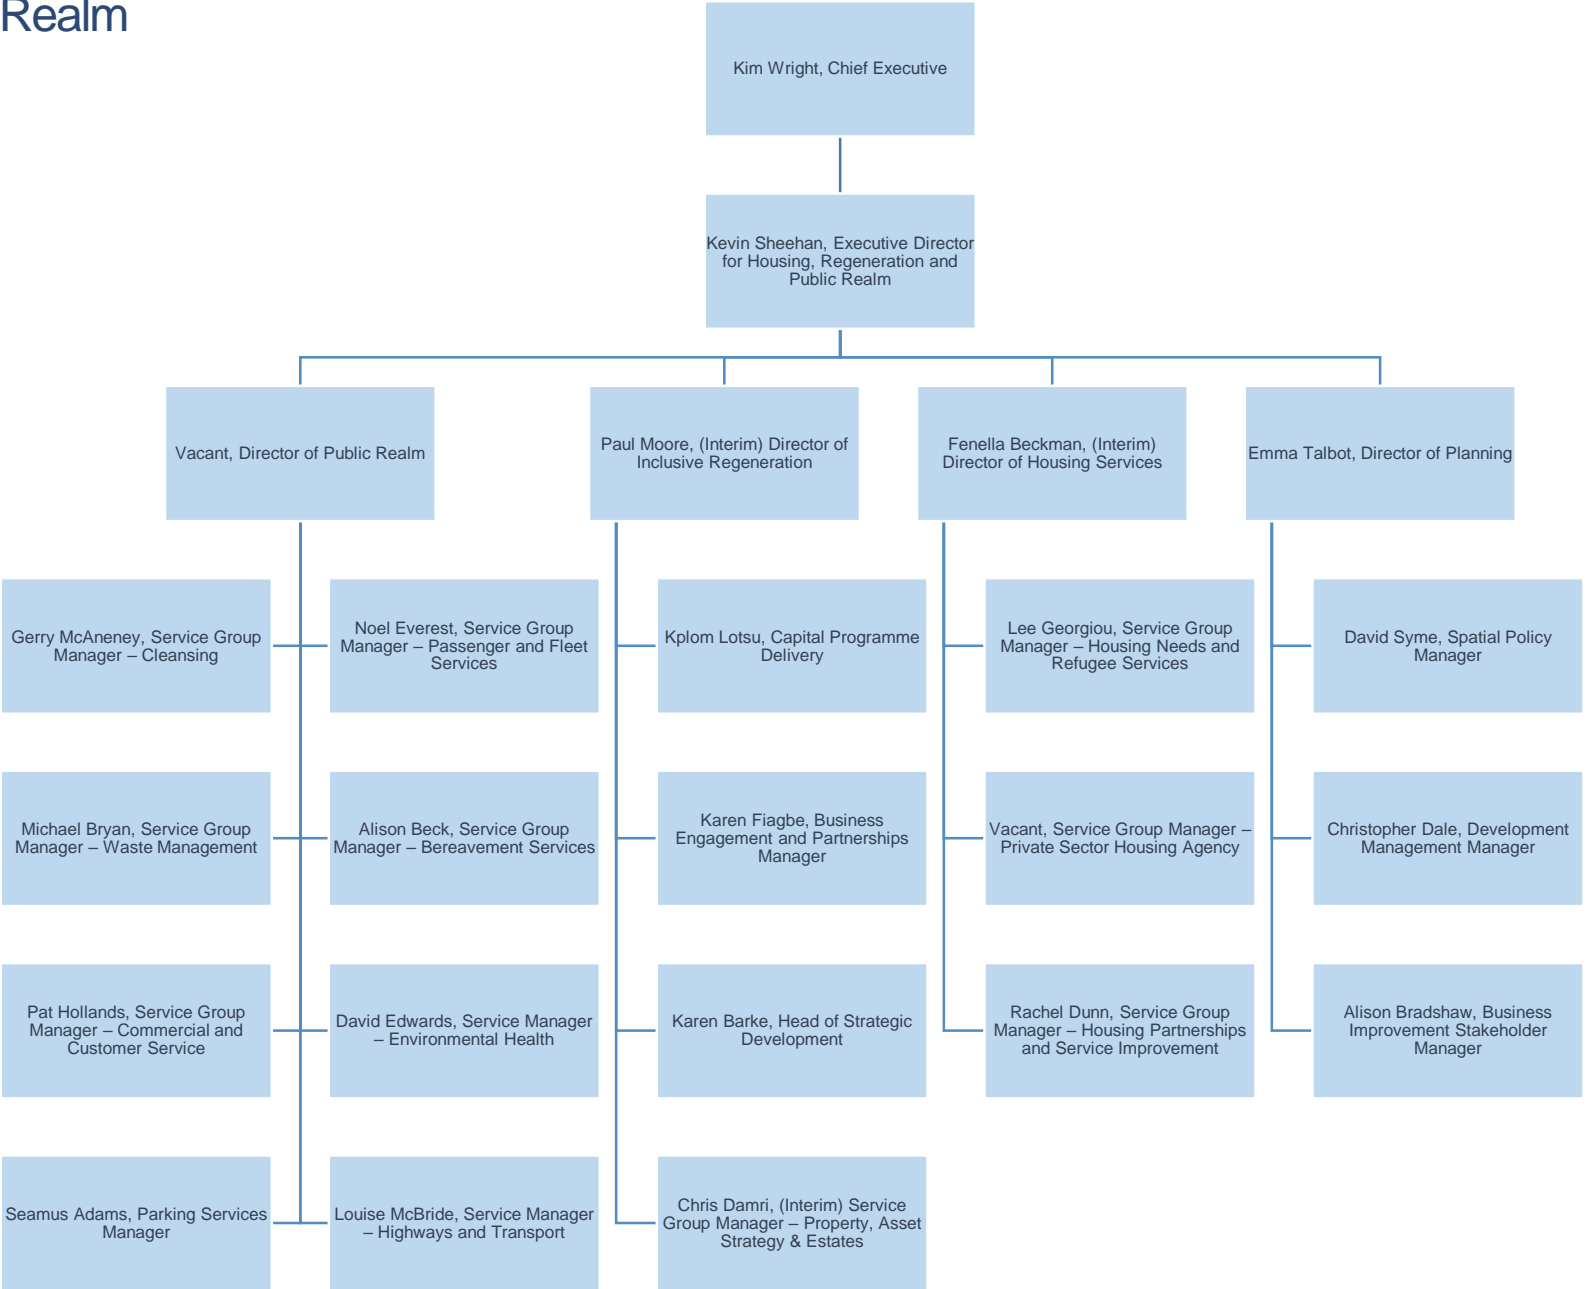 Realm
Kim Wright, Chief Executive
Kevin Sheehan, Executive Director
for Housing, Regeneration and
Public Realm
Vacant, Director of Public Realm
Paul Moore, (Interim) Director of
Inclusive Regeneration
Fenella Beckman, (Interim)
Director of Housing Services
Emma Talbot, Director of Planning
Gerry McAneney, Service Group
Manager – Cleansing
Noel Everest, Service Group
Manager – Passenger and Fleet
Services
Kplom Lotsu, Capital Programme
Delivery
Lee Georgiou, Service Group
Manager – Housing Needs and
Refugee Services
David Syme, Spatial Policy
Manager
Michael Bryan, Service Group
Manager – Waste Management
Alison Beck, Service Group
Manager – Bereavement Services
Karen Fiagbe, Business
Engagement and Partnerships
Manager
Vacant, Service Group Manager –
Private Sector Housing Agency
Christopher Dale, Development
Management Manager
Pat Hollands, Service Group
Manager – Commercial and
Customer Service
David Edwards, Service Manager
– Environmental Health
Karen Barke, Head of Strategic
Development
Rachel Dunn, Service Group
Manager – Housing Partnerships
and Service Improvement
Alison Bradshaw, Business
Improvement Stakeholder
Manager
Seamus Adams, Parking Services
Manager
Louise McBride, Service Manager
– Highways and Transport
Chris Damri, (Interim) Service
Group Manager – Property, Asset
Strategy & Estates